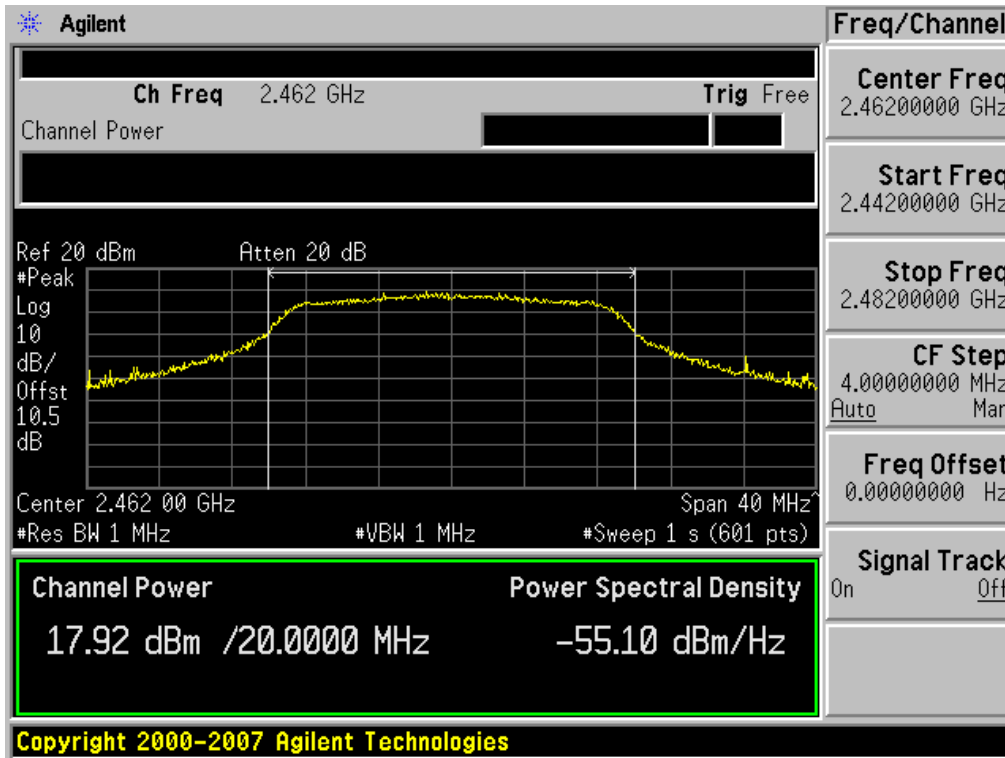 Agilent
Freq/Channel
Ch Freq 2.462 GHz Trig Free
Channel Power
Center Freq
2.46200000 GHz
Start Freq
2.44200000 GHz
Stop Freq
2.48200000 GHz
CF Step
4.00000000 MHz
Auto Man
Freq Offset
0.00000000 Hz
Signal Track
On Off
Ref 20 dBm Atten 20 dB
#Peak
Log
10
dB/
Offst
10.5
dB
Center 2.462 00 GHz Span 40 MHz^
#Res BW 1 MHz #VBW 1 MHz #Sweep 1 s (601 pts)
Channel Power Power Spectral Density
17.92 dBm /20.0000 MHz -55.10 dBm/Hz
Copyright 2000-2007 Agilent Technologies